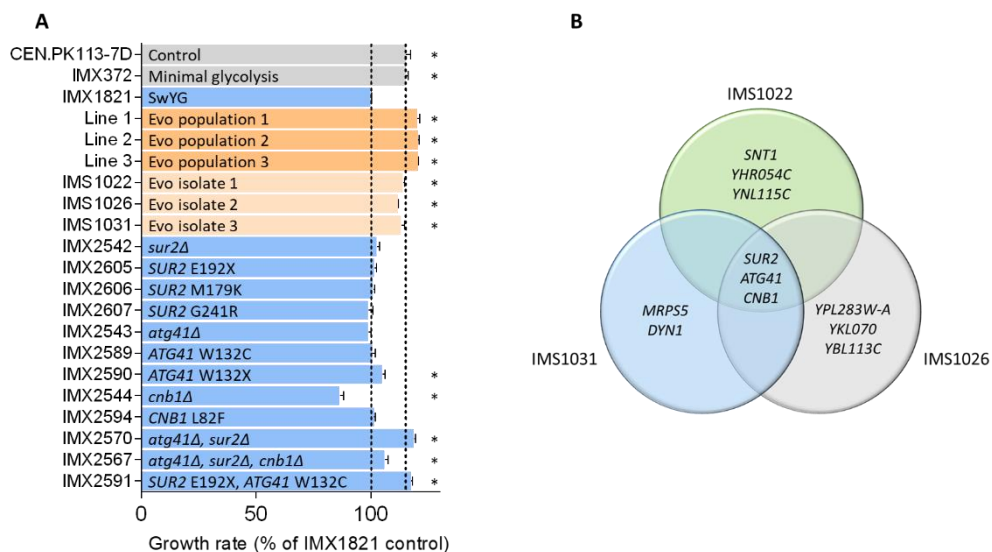 A
CEN.PK113-7D Control *
IMX372 Minimal glycolysis *
IMX1821 SwYG
Line 1 Evo population 1 *
Line 2 Evo population 2 *
Line 3 Evo population 3 *
IMS1022 Evo isolate 1 *
IMS1026 Evo isolate 2 *
IMS1031 Evo isolate 3 *
IMX2542 sur2Δ
IMX2605 SUR2 E192X
IMX2606 SUR2 M179K
IMX2607 SUR2 G241R
IMX2543 atg41Δ
IMX2589 ATG41 W132C
IMX2590 ATG41 W132X *
IMX2544 cnb1Δ *
IMX2594 CNB1 L82F
IMX2570 atg41Δ, sur2Δ *
IMX2567 atg41Δ, sur2Δ, cnb1Δ *
IMX2591 SUR2 E192X, ATG41 W132C *
0 50 100
Growth rate (% of IMX1821 control)
B
IMS1022
SNT1
YHR054C
YNL115C
SUR2
ATG41
CNB1
MRPS5
DYN1
YPL283W-A
YKL070
YBL113C
IMS1031
IMS1026